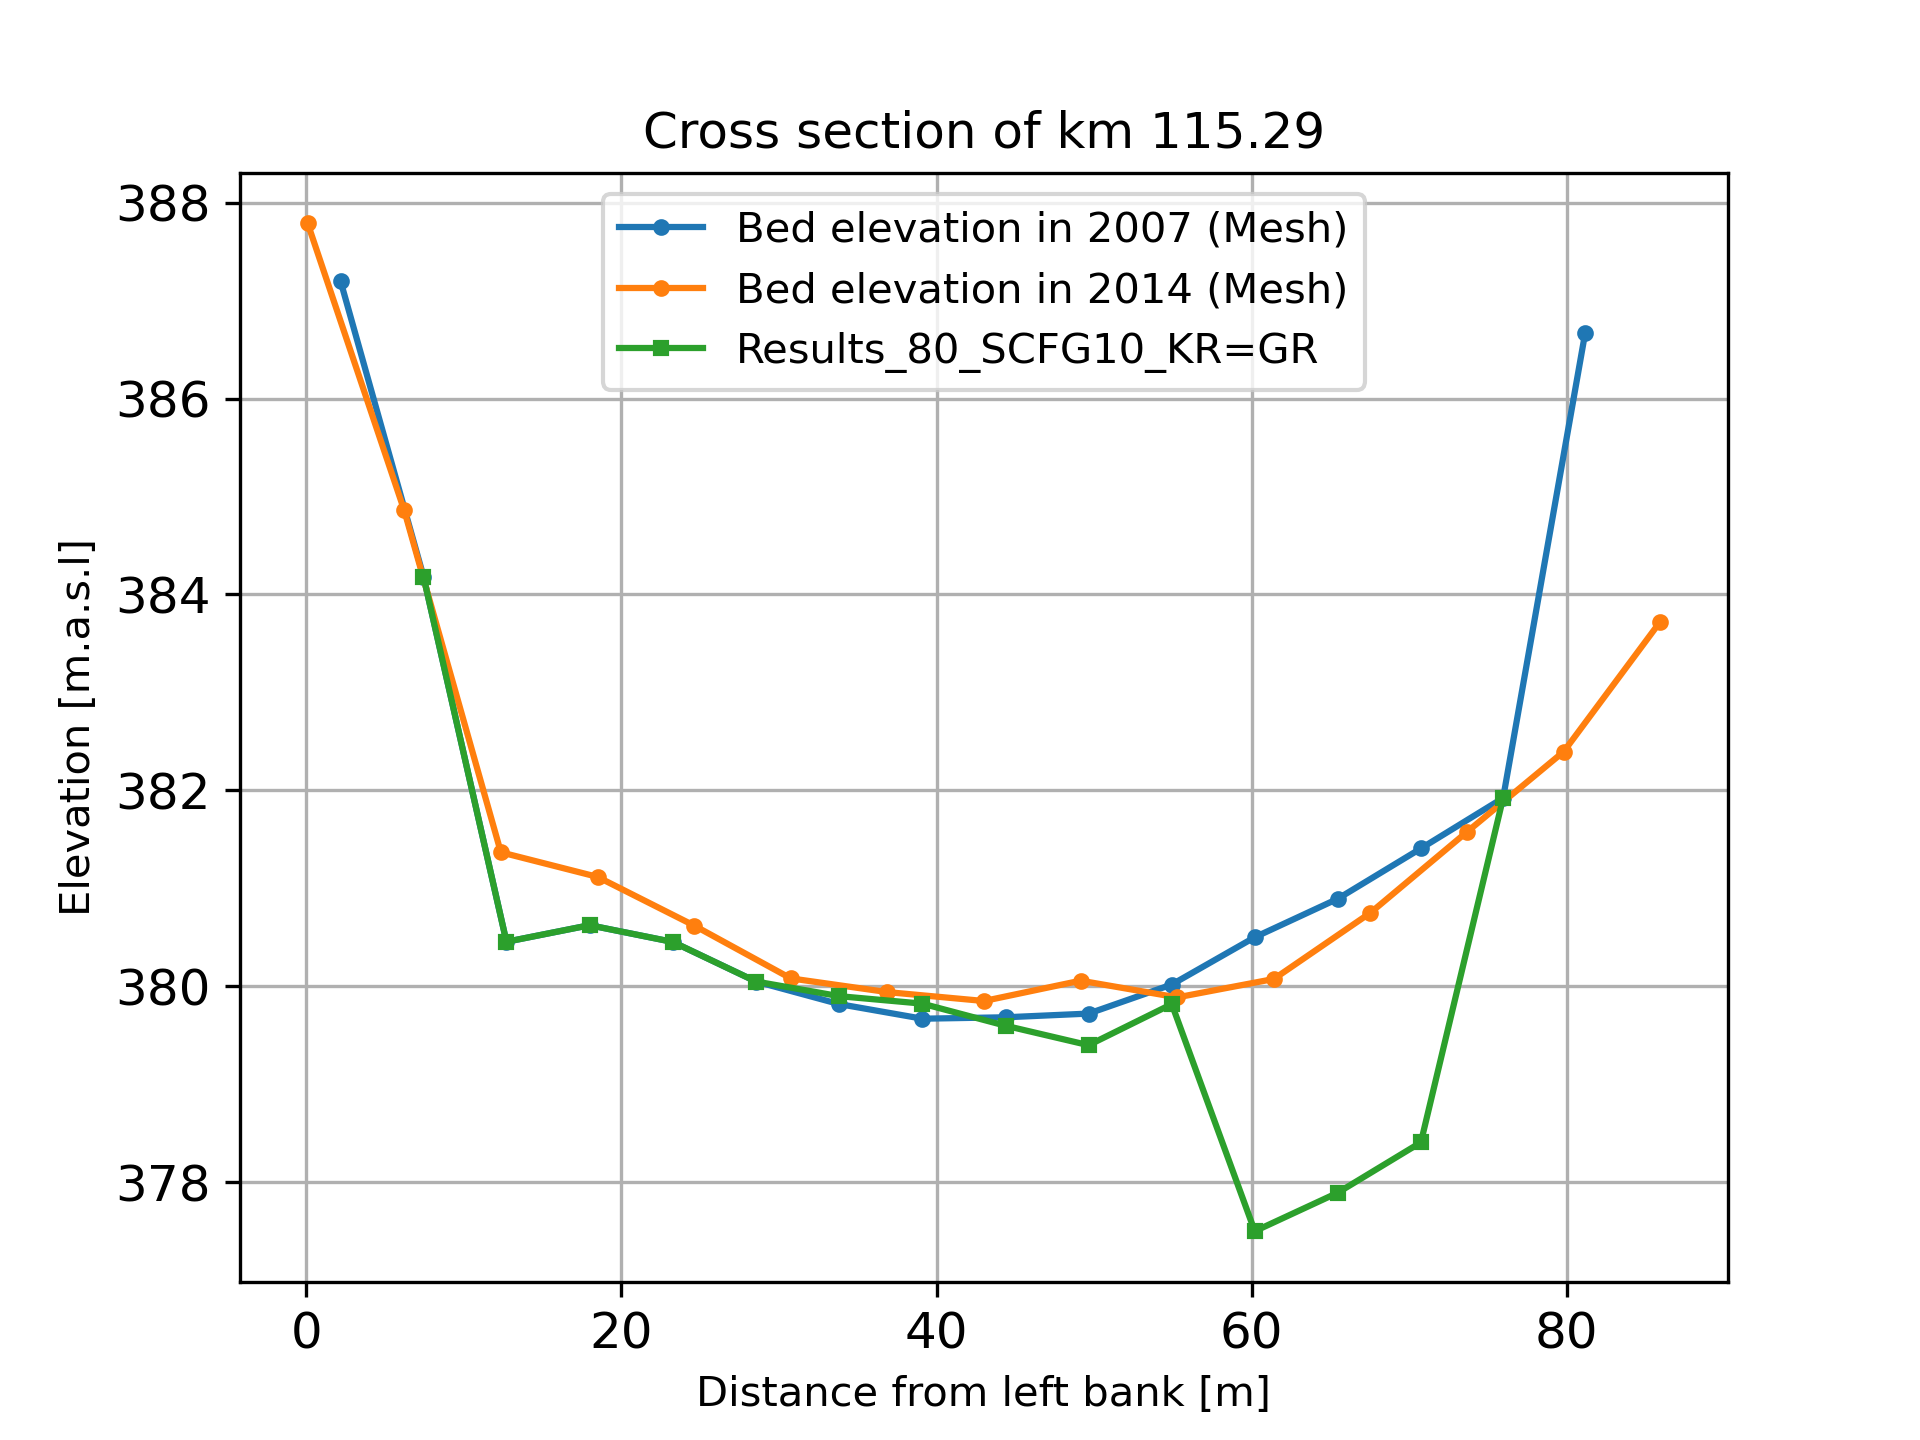 Cross section of km 115.29
Bed elevation in 2007 (Mesh)
Bed elevation in 2014 (Mesh)
Results_80_SCFG10_KR=GR
Elevation [m.a.s.l]
388
386
384
382
380
378
0 20 40 60 80
Distance from left bank [m]